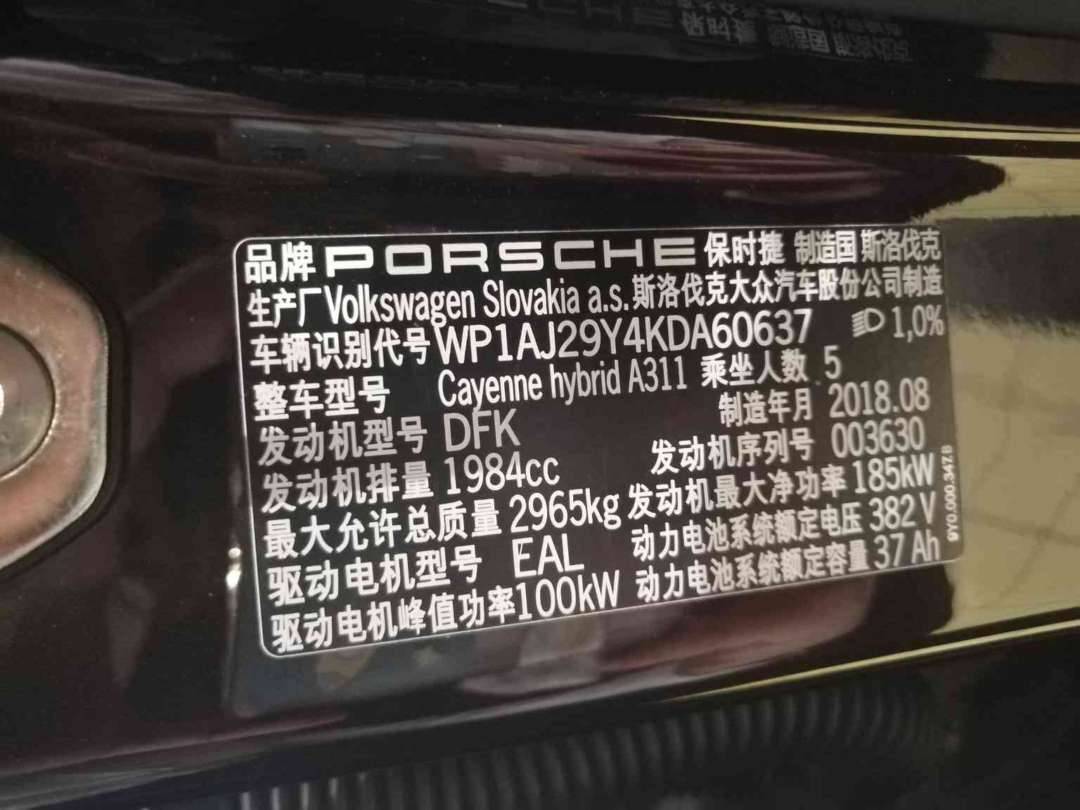 品牌 PORSCHE 保时捷 制造国 斯洛伐克
生产厂 Volkswagen Slovakia a.s. 斯洛伐克大众汽车股份公司制造
车辆识别代号 WP1AJ29Y4KDA60637 1,0%
整车型号 Cayenne hybrid A311 乘坐人数 5
发动机型号 DFK 制造年月 2018.08
发动机排量 1984cc 发动机序列号 003630
最大允许总质量 2965kg 发动机最大净功率 185kW
驱动电机型号 EAL 动力电池系统额定电压 382 V
驱动电机峰值功率 100kW 动力电池系统额定容量 37 Ah
9Y0.000.347.B